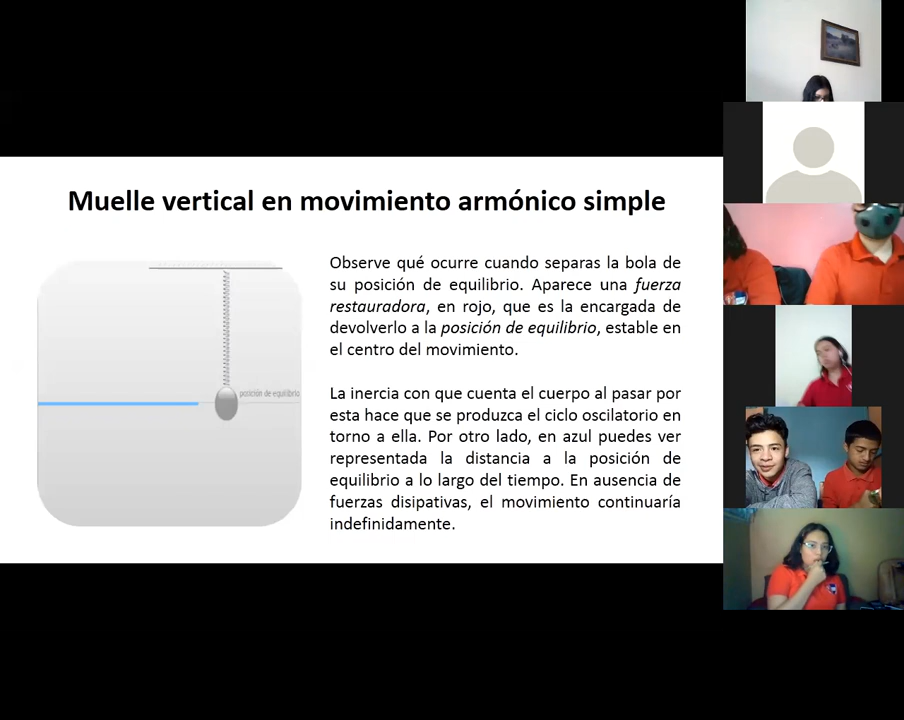 Muelle vertical en movimiento armónico simple
posición de equilibrio
Observe qué ocurre cuando separas la bola de
su posición de equilibrio. Aparece una fuerza
restauradora, en rojo, que es la encargada de
devolverlo a la posición de equilibrio, estable en
el centro del movimiento.
La inercia con que cuenta el cuerpo al pasar por
esta hace que se produzca el ciclo oscilatorio en
torno a ella. Por otro lado, en azul puedes ver
representada la distancia a la posición de
equilibrio a lo largo del tiempo. En ausencia de
fuerzas disipativas, el movimiento continuaría
indefinidamente.